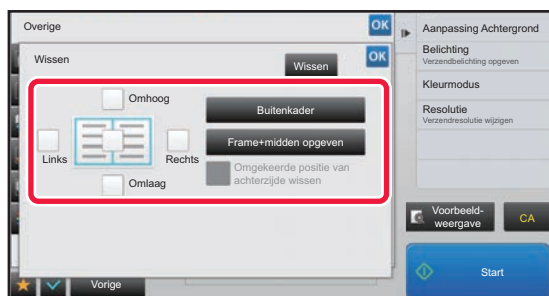 Overige
OK
Wissen
Wissen
OK
Omhoog
Links
Rechts
Omlaag
Buitenkader
Frame+midden opgeven
Omgekeerde positie van
achterzijde wissen
Vorige
Aanpassing Achtergrond
Belichting
Verzendbelichting opgeven
Kleurmodus
Resolutie
Verzendresolutie wijzigen
Voorbeeld-
weergave
CA
Start